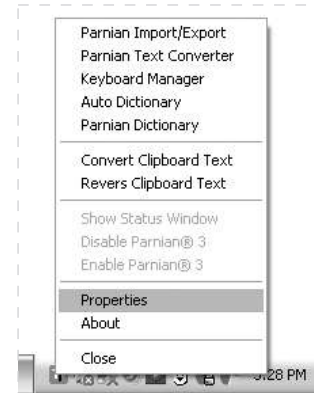 Parnian Import/Export
Parnian Text Converter
Keyboard Manager
Auto Dictionary
Parnian Dictionary
Convert Clipboard Text
Revers Clipboard Text
Show Status Window
Disable Parnian® 3
Enable Parnian® 3
Properties
About
Close
:28 PM